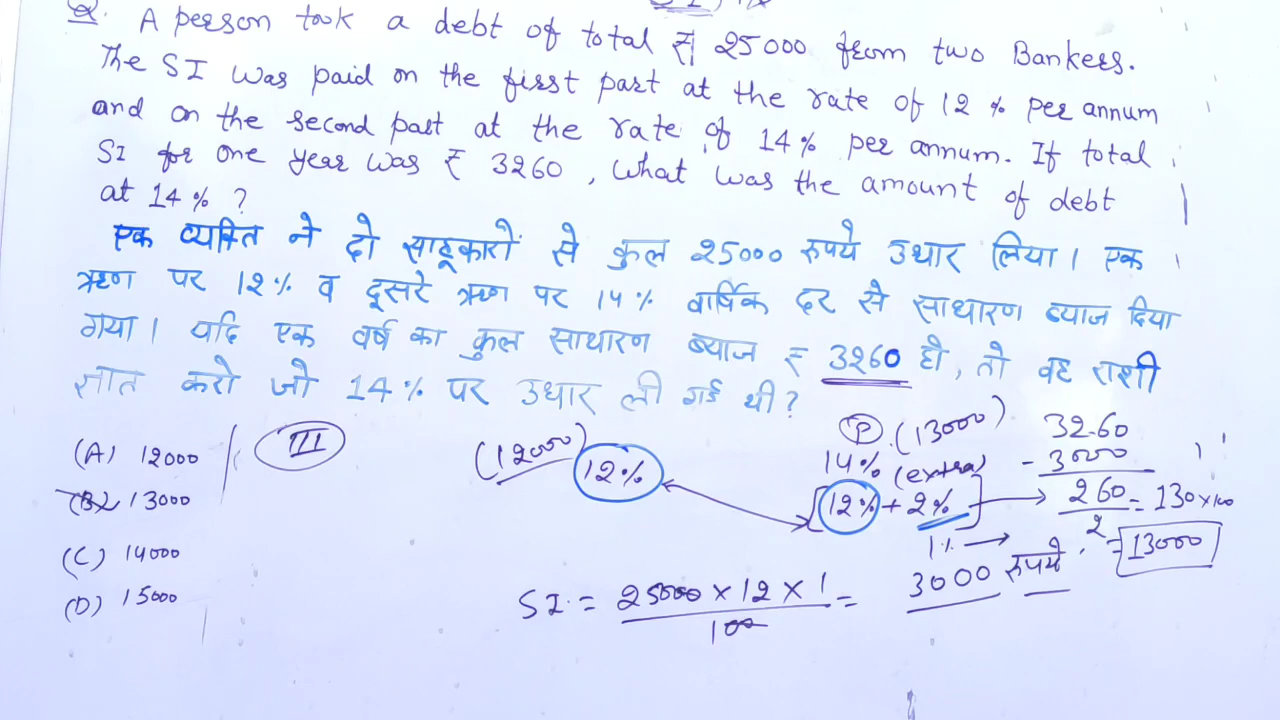 Q. A person took a debt of total ₹ 25000 from two Bankers.
The SI was paid on the first part at the rate of 12 % per annum
and on the second part at the rate of 14% per annum. If total
SI for one year was ₹ 3260, What was the amount of debt
at 14% ?
एक व्यक्ति ने दो साहूकारों से कुल 25000 रुपये उधार लिया। एक
ऋण पर 12% व दूसरे ऋण पर 14% वार्षिक दर से साधारण ब्याज दिया
गया। यदि एक वर्ष का कुल साधारण ब्याज ₹ 3260 हो, तो वह राशी
ज्ञात करो जो 14% पर उधार ली गई थी?
(A) 12000
(B) 13000
(C) 14000
(D) 15000
III
(12000) 12%
P (13000)
14% (extra)
[12% + 2%]
1% →
3260
- 3000
260/2 = 130 × 100
= 13000
SI = 25000 × 12 × 1 / 100 = 3000 रुपये